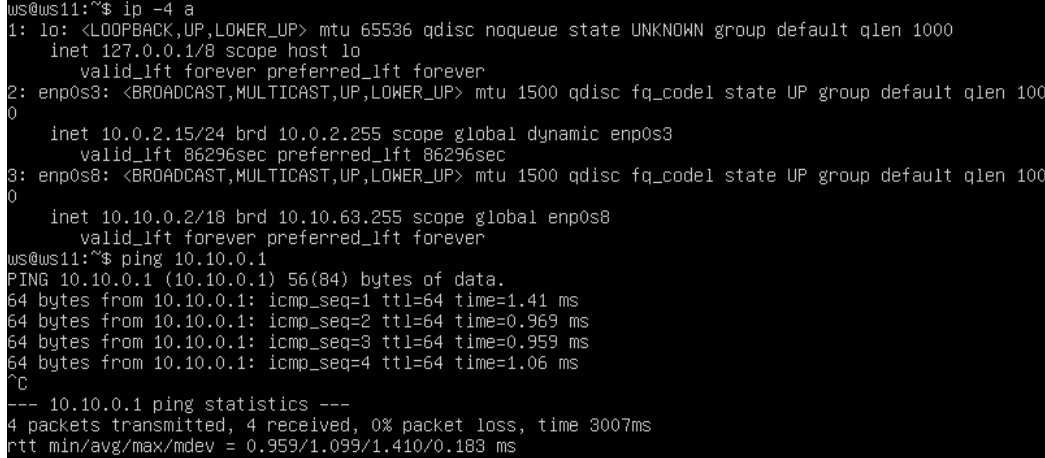 ws@ws11:~$ ip -4 a
1: lo: <LOOPBACK,UP,LOWER_UP> mtu 65536 qdisc noqueue state UNKNOWN group default qlen 1000
    inet 127.0.0.1/8 scope host lo
       valid_lft forever preferred_lft forever
2: enp0s3: <BROADCAST,MULTICAST,UP,LOWER_UP> mtu 1500 qdisc fq_codel state UP group default qlen 100
0
    inet 10.0.2.15/24 brd 10.0.2.255 scope global dynamic enp0s3
       valid_lft 86296sec preferred_lft 86296sec
3: enp0s8: <BROADCAST,MULTICAST,UP,LOWER_UP> mtu 1500 qdisc fq_codel state UP group default qlen 100
0
    inet 10.10.0.2/18 brd 10.10.63.255 scope global enp0s8
       valid_lft forever preferred_lft forever
ws@ws11:~$ ping 10.10.0.1
PING 10.10.0.1 (10.10.0.1) 56(84) bytes of data.
64 bytes from 10.10.0.1: icmp_seq=1 ttl=64 time=1.41 ms
64 bytes from 10.10.0.1: icmp_seq=2 ttl=64 time=0.969 ms
64 bytes from 10.10.0.1: icmp_seq=3 ttl=64 time=0.959 ms
64 bytes from 10.10.0.1: icmp_seq=4 ttl=64 time=1.06 ms
^C
--- 10.10.0.1 ping statistics ---
4 packets transmitted, 4 received, 0% packet loss, time 3007ms
rtt min/avg/max/mdev = 0.959/1.099/1.410/0.183 ms